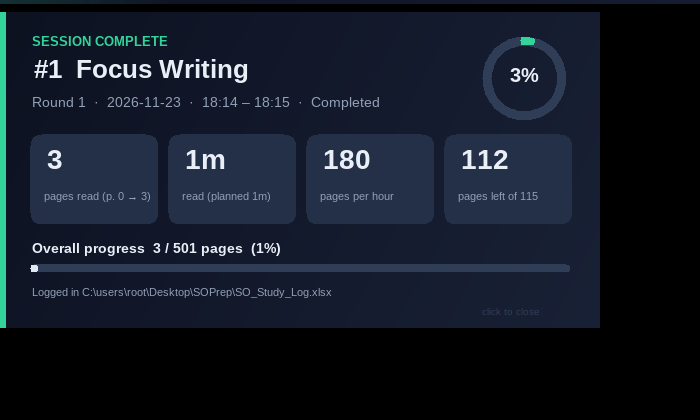 SESSION COMPLETE
#1 Focus Writing
3%
Round 1 · 2026-11-23 · 18:14 – 18:15 · Completed
3
1m
180
112
pages read (p. 0 → 3)
read (planned 1m)
pages per hour
pages left of 115
Overall progress 3 / 501 pages (1%)
Logged in C:\users\root\Desktop\SOPrep\SO_Study_Log.xlsx
click to close